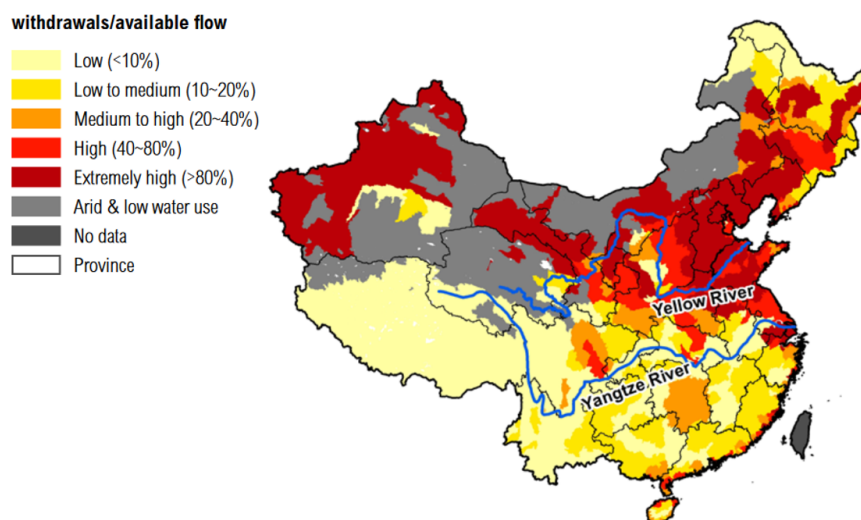 withdrawals/available flow
Low (<10%)
Low to medium (10~20%)
Medium to high (20~40%)
High (40~80%)
Extremely high (>80%)
Arid & low water use
No data
Province
Yellow River
Yangtze River